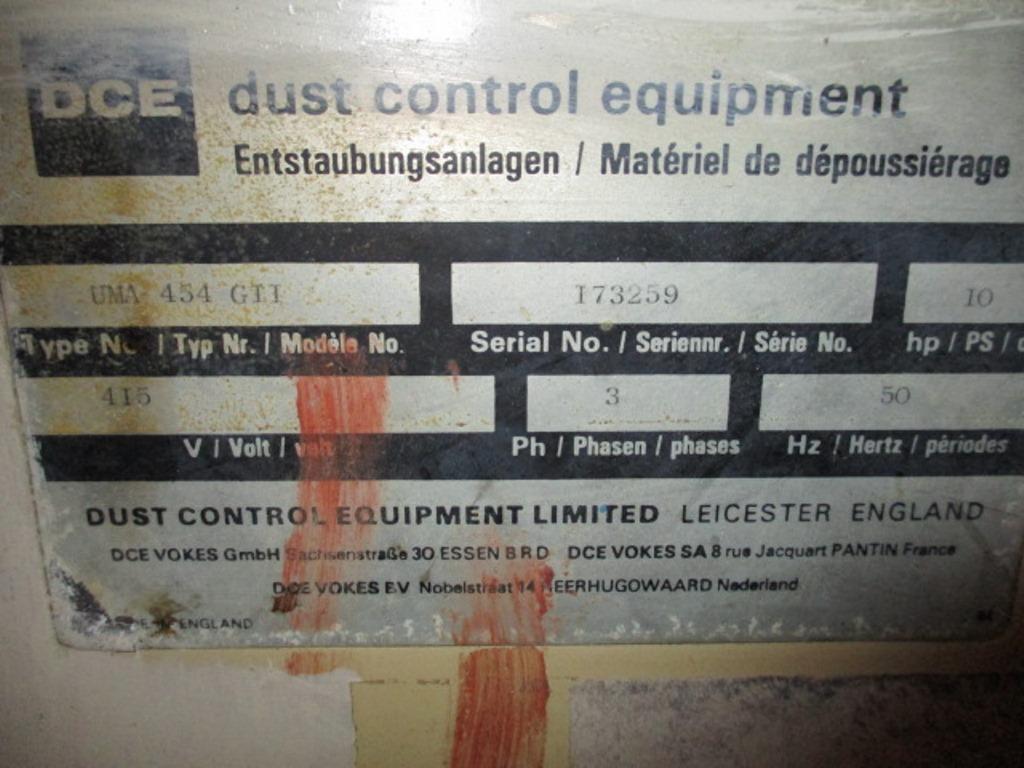 DCE dust control equipment
Entstaubungsanlagen / Matériel de dépoussiérage
UMA 454 GII 173259 10
Type No. / Typ Nr. / Modèle No. Serial No. / Seriennr. / Série No. hp / PS /
415 3 50
V / Volt / volt Ph / Phasen / phases Hz / Hertz / périodes
DUST CONTROL EQUIPMENT LIMITED LEICESTER ENGLAND
DCE VOKES GmbH Sachsenstraße 30 ESSEN BRD DCE VOKES SA 8 rue Jacquart PANTIN France
DCE VOKES BV Nobelstraat 14 HEERHUGOWAARD Nederland
ENGLAND